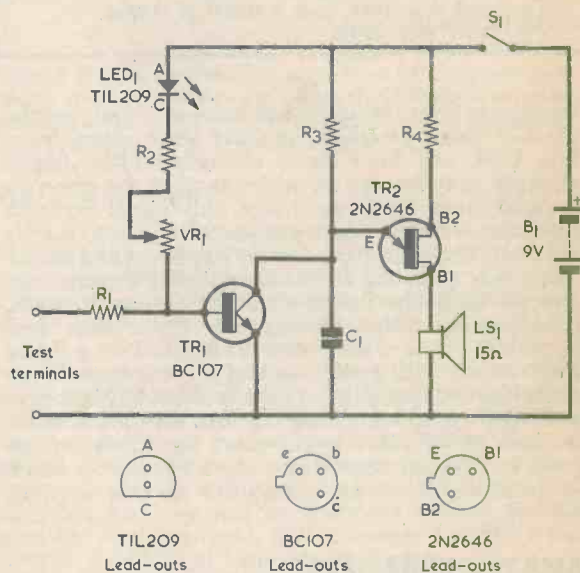 S1
A
LED1
TIL209
C
R2
R3
R4
TR2
2N2646
B2
E
B1
VR1
B1
9V
+
R1
TR1
BC107
C1
LS1
15Ω
Test
terminals
A
C
TIL209
Lead-outs
e
b
c
BC107
Lead-outs
E
B1
B2
2N2646
Lead-outs